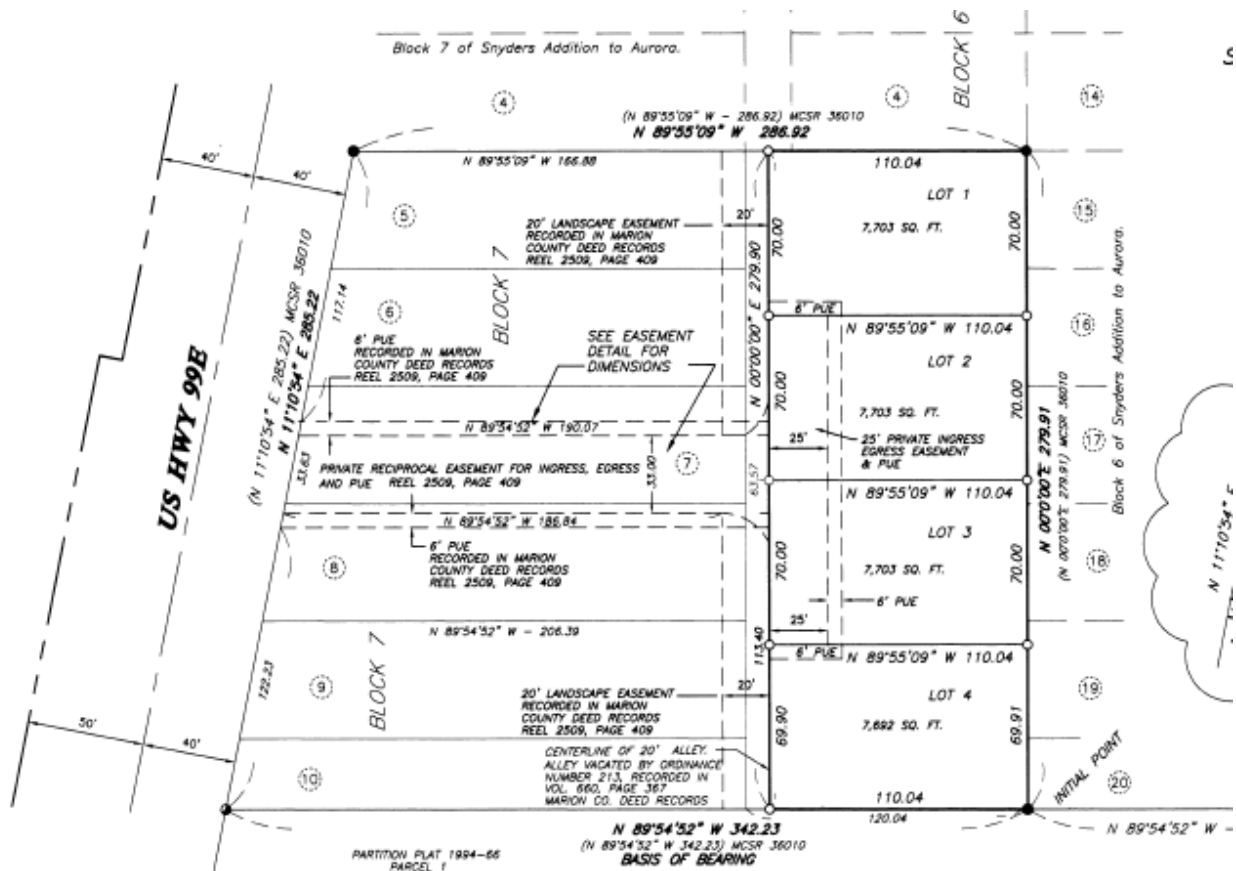 Block 7 of Snyders Addition to Aurora.
BLOCK 6
S
4
4
14
(N 89°55'09" W - 286.92) MCSR 36010
N 89°55'09" W 286.92
40'
40'
N 89°55'09" W 166.88
110.04
LOT 1
7,703 SQ. FT.
5
15
20' LANDSCAPE EASEMENT
RECORDED IN MARION
COUNTY DEED RECORDS
REEL 2509, PAGE 409
20'
70.00
70.00
N 00°00'00" E 279.90
BLOCK 7
(N 11°10'54" E 285.22) MCSR 36010
N 11°10'54" E 285.22
117.14
6
6' PUE
RECORDED IN MARION
COUNTY DEED RECORDS
REEL 2509, PAGE 409
SEE EASEMENT
DETAIL FOR
DIMENSIONS
6' PUE
N 89°55'09" W 110.04
16
Block 6 of Snyders Addition to Aurora.
LOT 2
7,703 SQ. FT.
70.00
70.00
US HWY 99E
N 89°54'52" W 190.07
25'
25' PRIVATE INGRESS
EGRESS EASEMENT
& PUE
17
N 00°00'00"E 279.91
(N 00°00'00"E 279.91) MCSR 36010
33.63
PRIVATE RECIPROCAL EASEMENT FOR INGRESS, EGRESS
AND PUE REEL 2509, PAGE 409
33.00
7
63.57
N 89°55'09" W 110.04
N 89°54'52" W 186.84
LOT 3
7,703 SQ. FT.
70.00
70.00
18
N 11°10'54" E
8
6' PUE
RECORDED IN MARION
COUNTY DEED RECORDS
REEL 2509, PAGE 409
6' PUE
25'
N 89°54'52" W - 206.39
113.40
6' PUE
N 89°55'09" W 110.04
122.23
9
BLOCK 7
20' LANDSCAPE EASEMENT
RECORDED IN MARION
COUNTY DEED RECORDS
REEL 2509, PAGE 409
20'
LOT 4
7,692 SQ. FT.
69.90
69.91
19
50'
40'
10
CENTERLINE OF 20' ALLEY.
ALLEY VACATED BY ORDINANCE
NUMBER 213, RECORDED IN
VOL. 660, PAGE 367
MARION CO. DEED RECORDS
INITIAL POINT
20
110.04
120.04
N 89°54'52" W 342.23
(N 89°54'52" W 342.23) MCSR 36010
BASIS OF BEARING
N 89°54'52" W -
PARTITION PLAT 1994-66
PARCEL 1